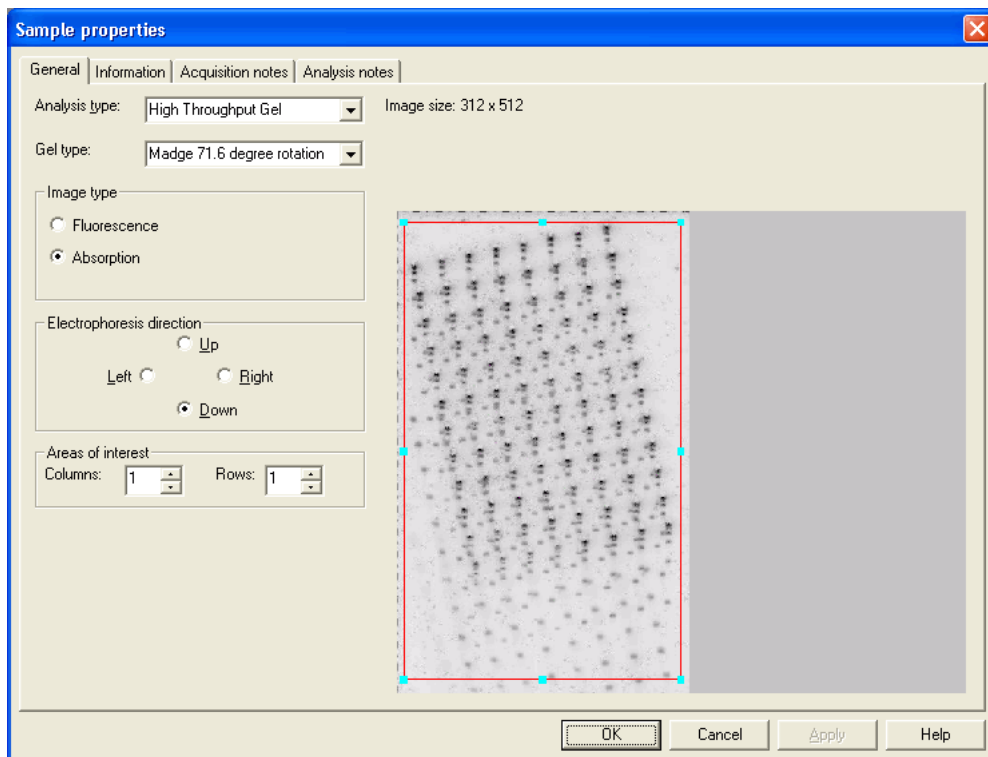 Sample properties
General Information Acquisition notes Analysis notes
Analysis type: High Throughput Gel Image size: 312 x 512
Gel type: Madge 71.6 degree rotation
Image type
Fluorescence
Absorption
Electrophoresis direction
Up
Left Right
Down
Areas of interest
Columns: 1 Rows: 1
OK Cancel Apply Help